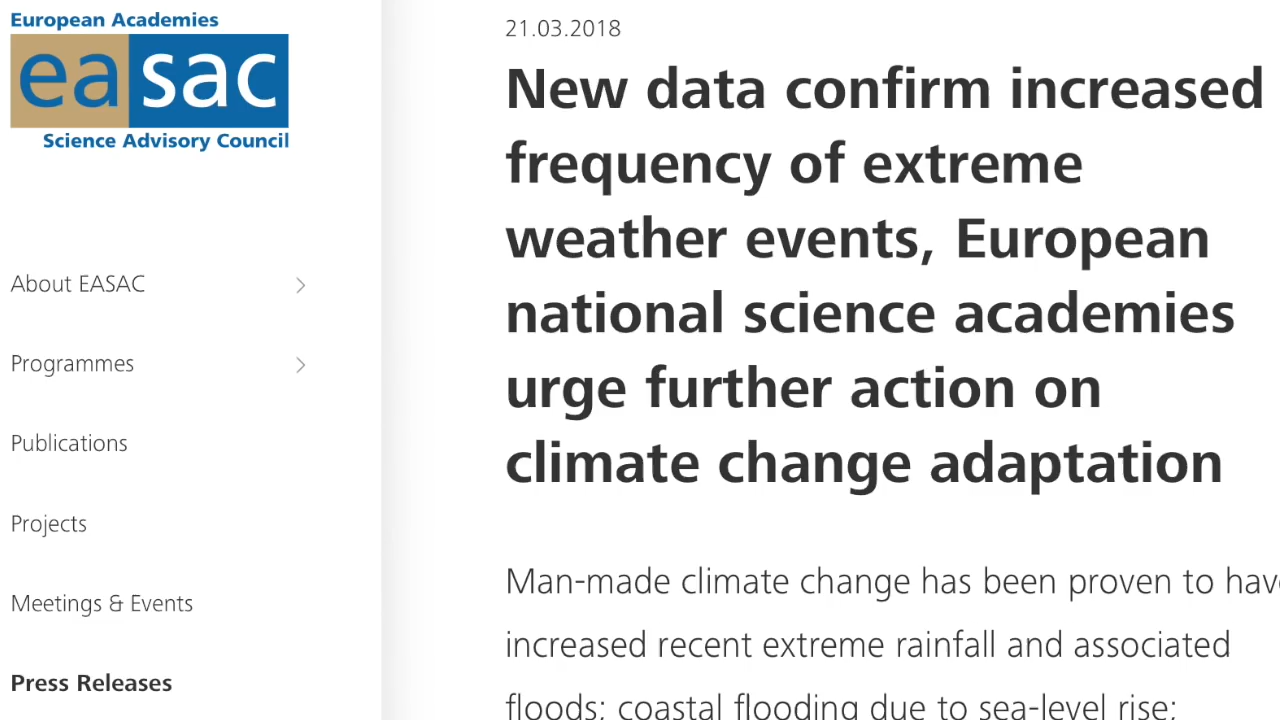 European Academies
easac
Science Advisory Council
About EASAC
Programmes
Publications
Projects
Meetings & Events
Press Releases
21.03.2018
New data confirm increased
frequency of extreme
weather events, European
national science academies
urge further action on
climate change adaptation
Man-made climate change has been proven to
increased recent extreme rainfall and associated
floods; coastal flooding due to sea-level rise;